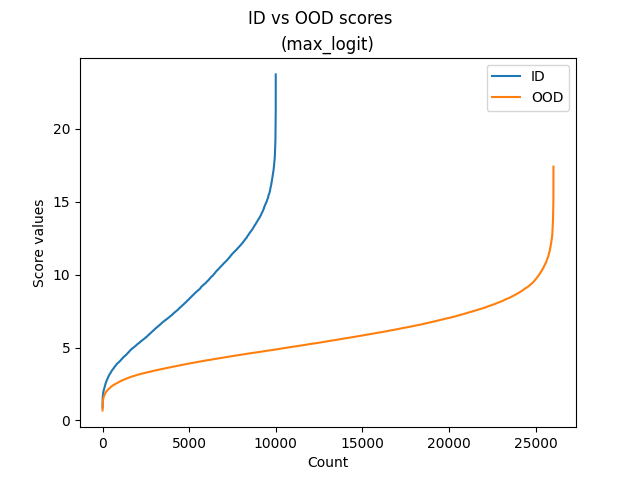 ID vs OOD scores
(max_logit)
ID
OOD
20
15
10
5
0
Score values
0
5000
10000
15000
20000
25000
Count